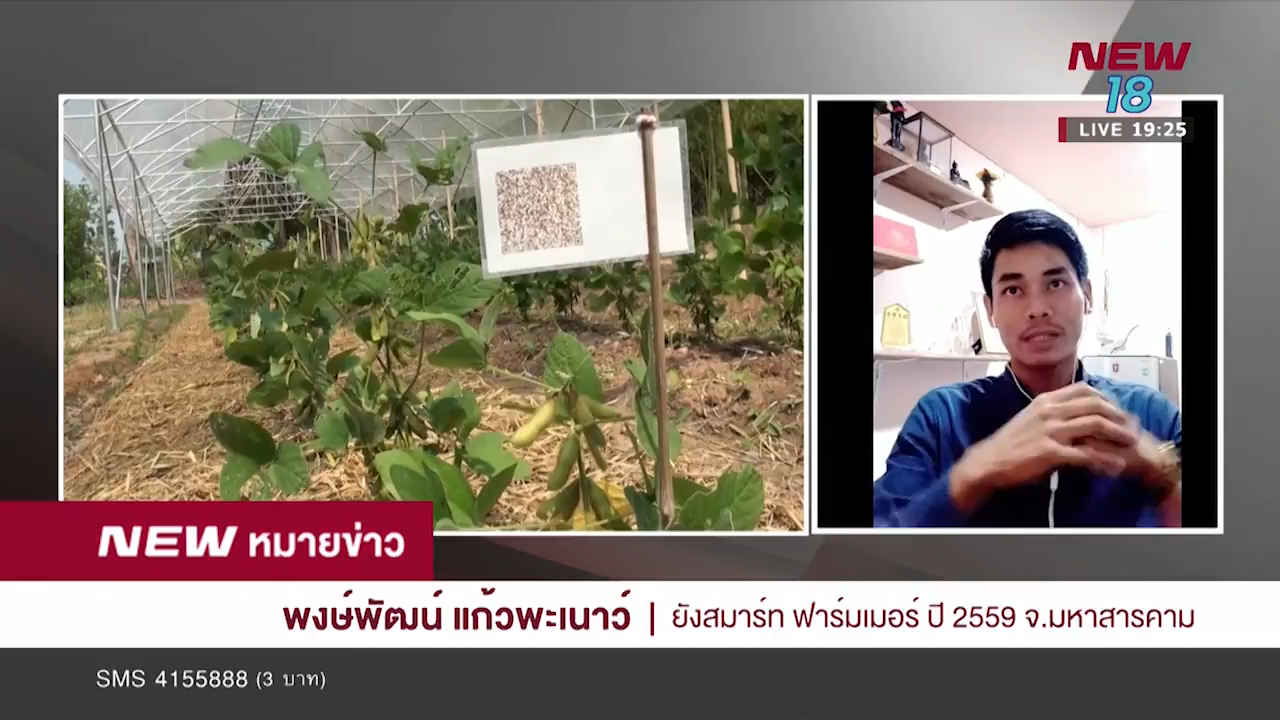 NEW
18
LIVE 19:25
NEW หมายข่าว
พงษ์พัฒน์ แก้วพะเนาว์ | ยังสมาร์ท ฟาร์มเมอร์ ปี 2559 จ.มหาสารคาม
SMS 4155888 (3 บาท)